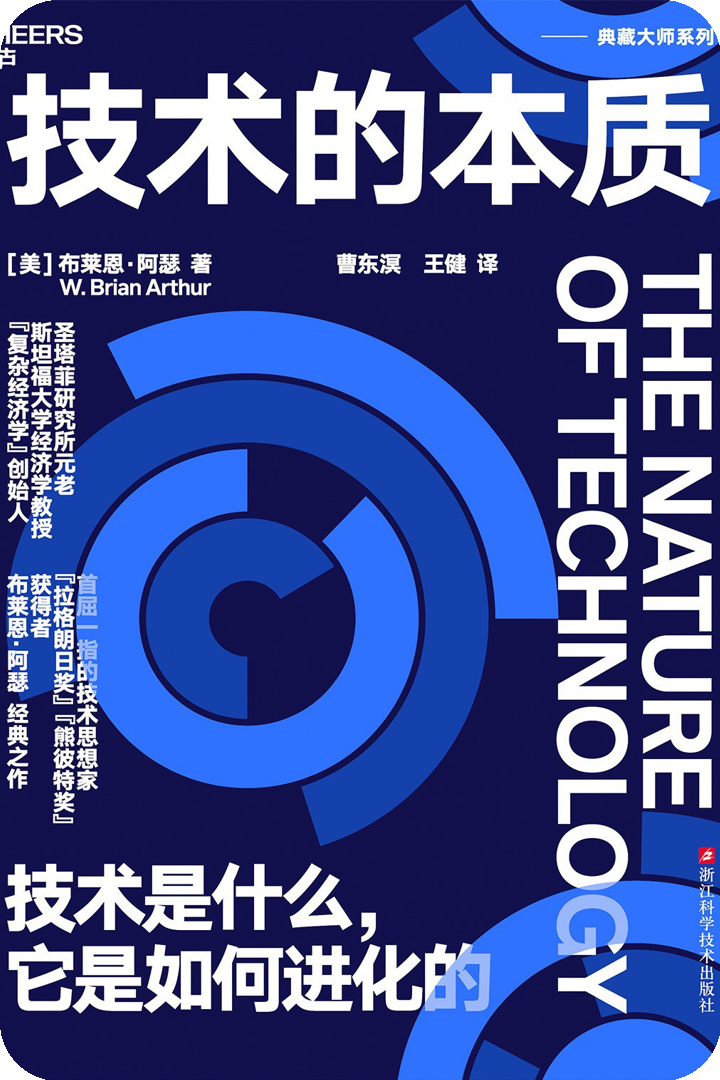 HEERS
典藏大师系列
技术的本质
[美]布莱恩·阿瑟 著
W. Brian Arthur
曹东溟 王健 译
THE NATURE
OF TECHNOLOGY
圣塔菲研究所元老
斯坦福大学经济学教授
『复杂经济学』创始人
首屈一指的技术思想家
『拉格朗日奖』『熊彼特奖』
获得者
布莱恩·阿瑟 经典之作
技术是什么,
它是如何进化的
浙江科学技术出版社